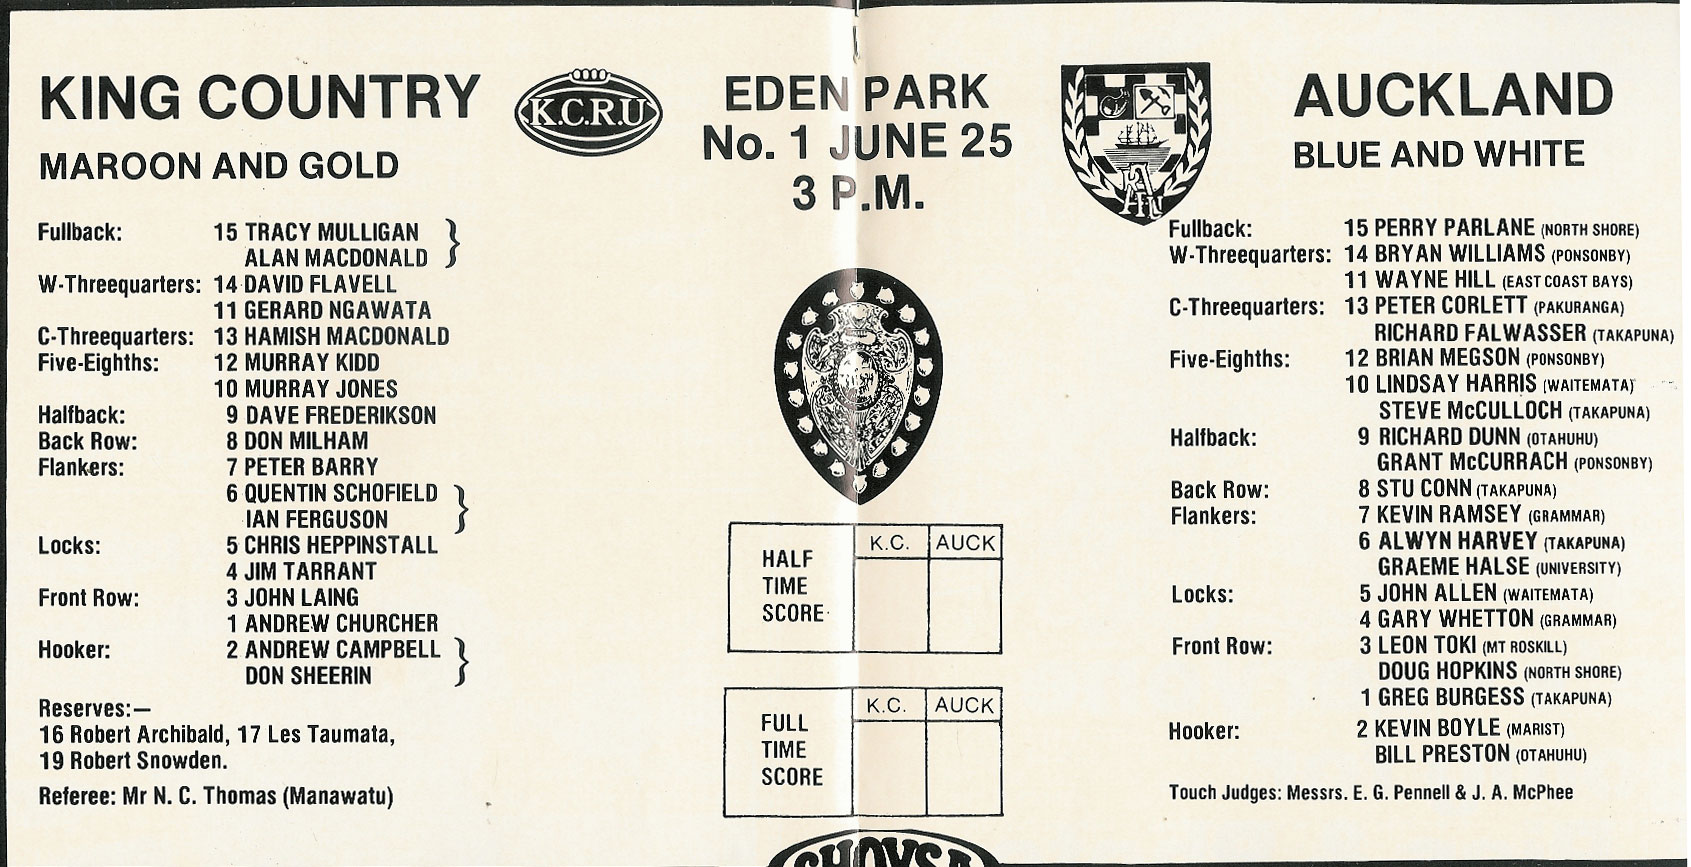 KING COUNTRY
MAROON AND GOLD
Fullback: 15 TRACY MULLIGAN
ALAN MACDONALD
W-Threequarters: 14 DAVID FLAVELL
11 GERARD NGAWATA
C-Threequarters: 13 HAMISH MACDONALD
Five-Eighths: 12 MURRAY KIDD
10 MURRAY JONES
Halfback: 9 DAVE FREDERIKSON
Back Row: 8 DON MILHAM
Flankers: 7 PETER BARRY
6 QUENTIN SCHOFIELD
IAN FERGUSON
Locks: 5 CHRIS HEPPINSTALL
4 JIM TARRANT
Front Row: 3 JOHN LAING
1 ANDREW CHURCHER
Hooker: 2 ANDREW CAMPBELL
DON SHEERIN
Reserves:—
16 Robert Archibald, 17 Les Taumata,
19 Robert Snowden.
Referee: Mr N. C. Thomas (Manawatu)
K.C.R.U
EDEN PARK
No. 1 JUNE 25
3 P.M.
HALF TIME SCORE
K.C. AUCK
FULL TIME SCORE
K.C. AUCK
AUCKLAND
BLUE AND WHITE
Fullback: 15 PERRY PARLANE (NORTH SHORE)
W-Threequarters: 14 BRYAN WILLIAMS (PONSONBY)
11 WAYNE HILL (EAST COAST BAYS)
C-Threequarters: 13 PETER CORLETT (PAKURANGA)
RICHARD FALWASSER (TAKAPUNA)
Five-Eighths: 12 BRIAN MEGSON (PONSONBY)
10 LINDSAY HARRIS (WAITEMATA)
STEVE McCULLOCH (TAKAPUNA)
Halfback: 9 RICHARD DUNN (OTAHUHU)
GRANT McCURRACH (PONSONBY)
Back Row: 8 STU CONN (TAKAPUNA)
Flankers: 7 KEVIN RAMSEY (GRAMMAR)
6 ALWYN HARVEY (TAKAPUNA)
GRAEME HALSE (UNIVERSITY)
Locks: 5 JOHN ALLEN (WAITEMATA)
4 GARY WHETTON (GRAMMAR)
Front Row: 3 LEON TOKI (MT ROSKILL)
DOUG HOPKINS (NORTH SHORE)
1 GREG BURGESS (TAKAPUNA)
Hooker: 2 KEVIN BOYLE (MARIST)
BILL PRESTON (OTAHUHU)
Touch Judges: Messrs. E. G. Pennell & J. A. McPhee